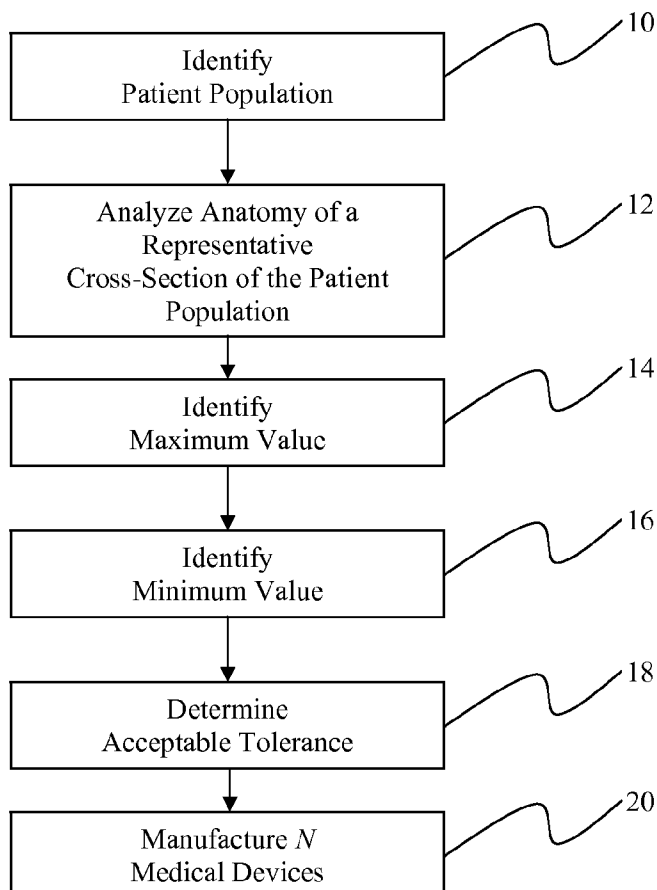 10
Identify
Patient Population
12
Analyze Anatomy of a
Representative
Cross-Section of the Patient
Population
14
Identify
Maximum Value
16
Identify
Minimum Value
18
Determine
Acceptable Tolerance
20
Manufacture N
Medical Devices